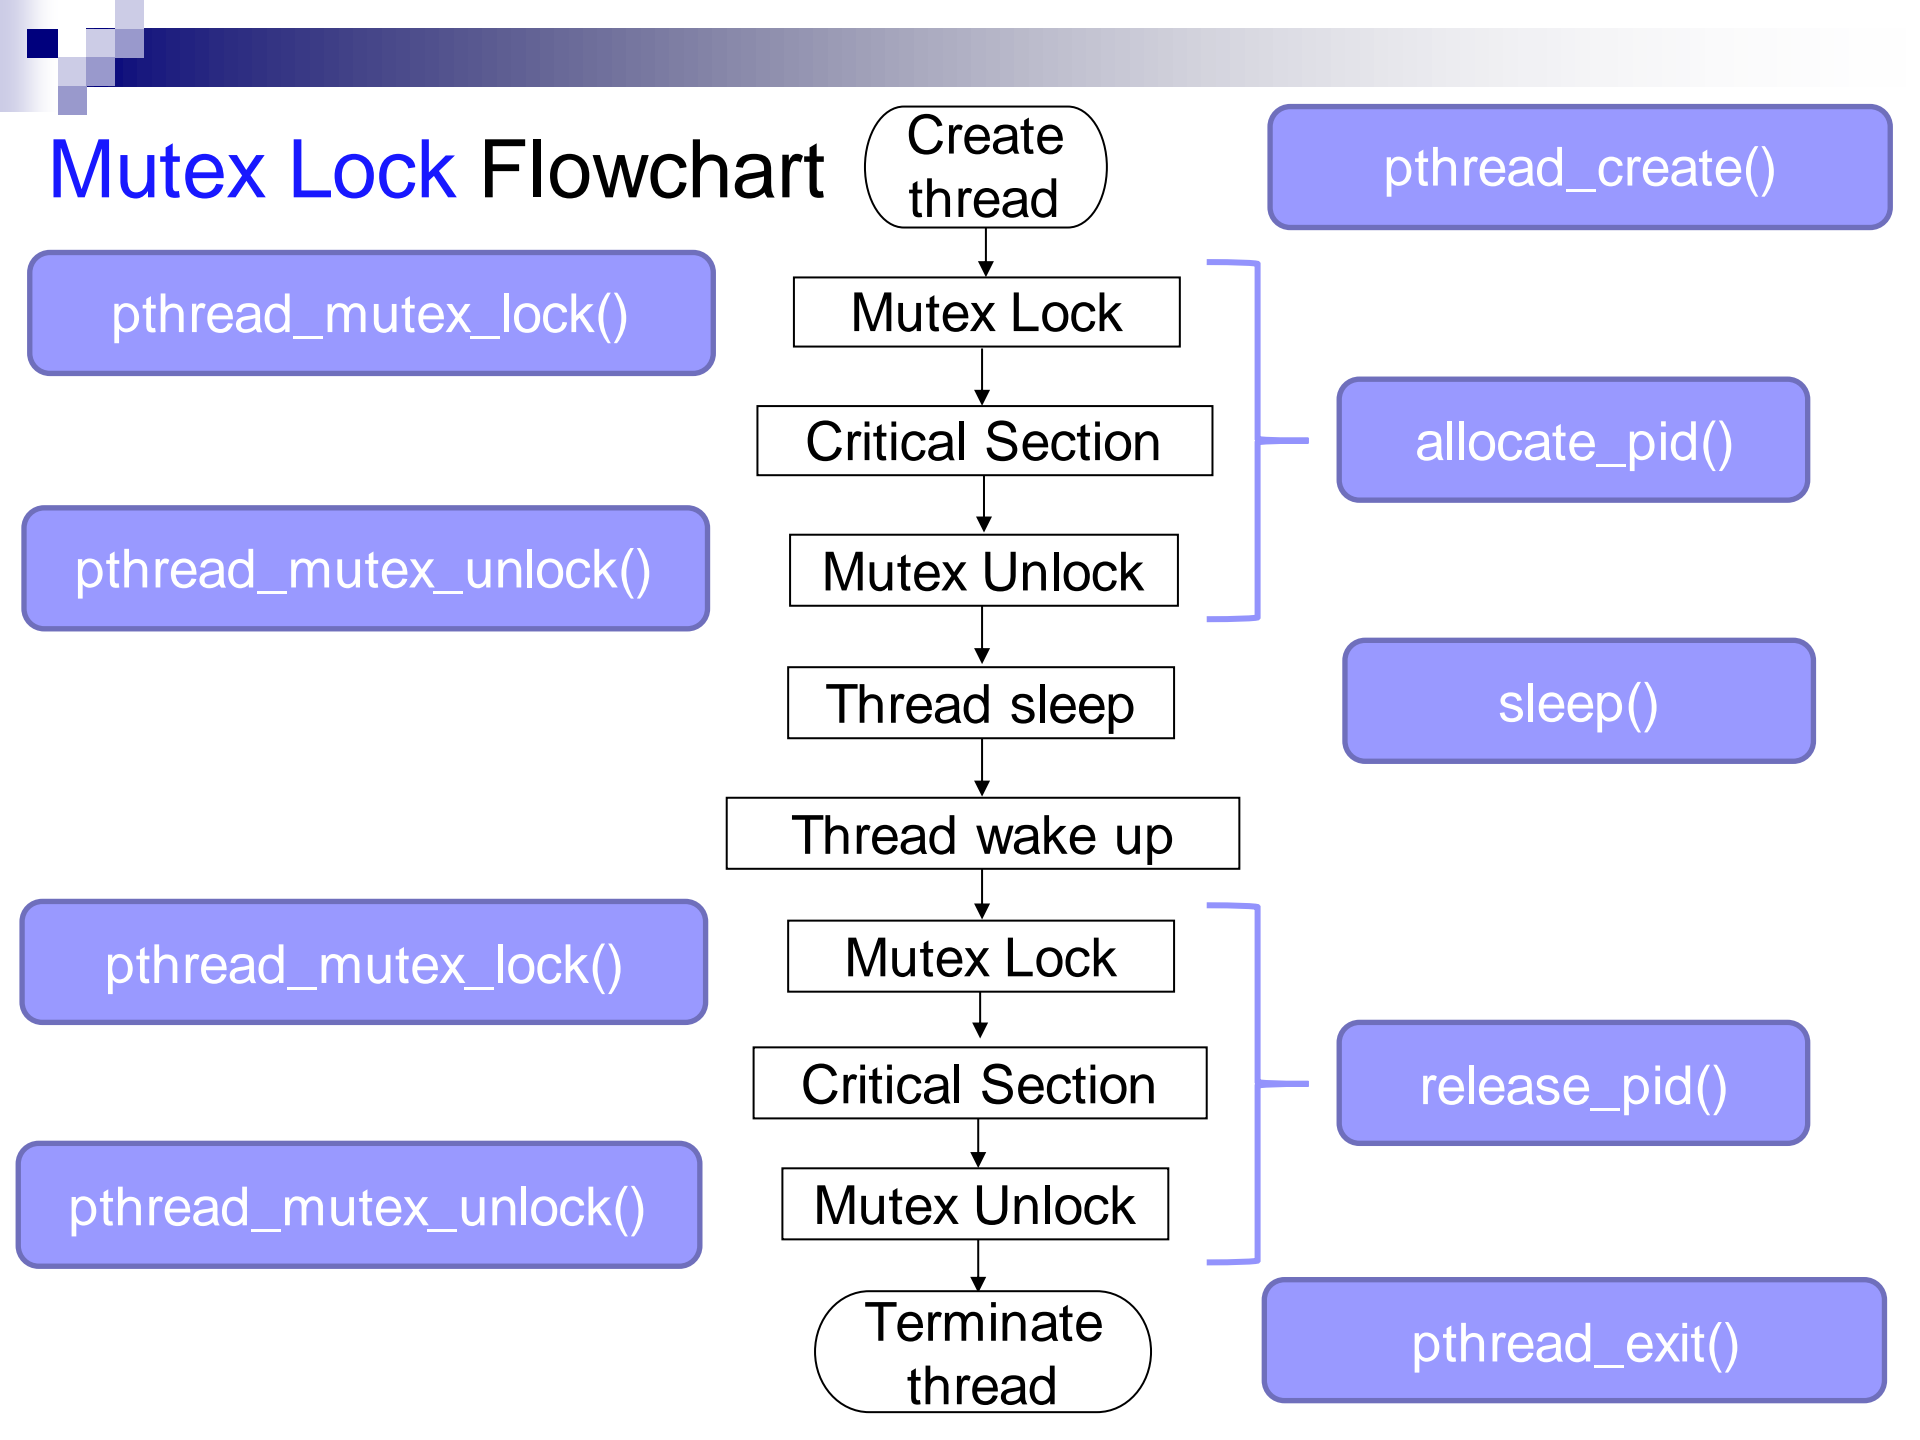 Mutex Lock Flowchart
Create
thread
pthread_create()
pthread_mutex_lock()
Mutex Lock
Critical Section
allocate_pid()
pthread_mutex_unlock()
Mutex Unlock
Thread sleep
sleep()
Thread wake up
pthread_mutex_lock()
Mutex Lock
Critical Section
release_pid()
pthread_mutex_unlock()
Mutex Unlock
Terminate
thread
pthread_exit()